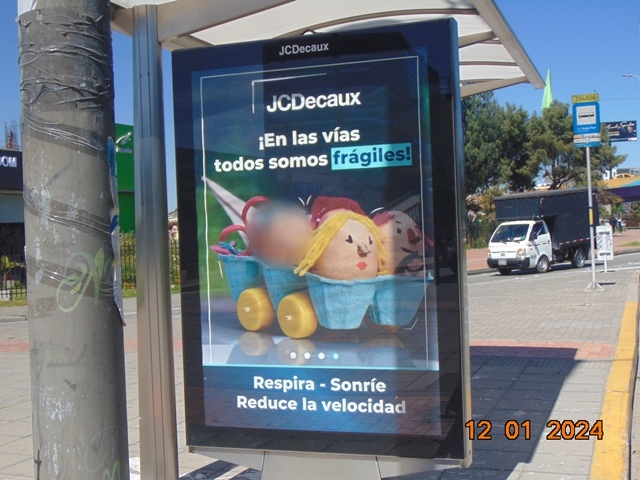 JCDecaux
JCDecaux
¡En las vías
todos somos frágiles!
Respira - Sonríe
Reduce la velocidad
12 01 2024